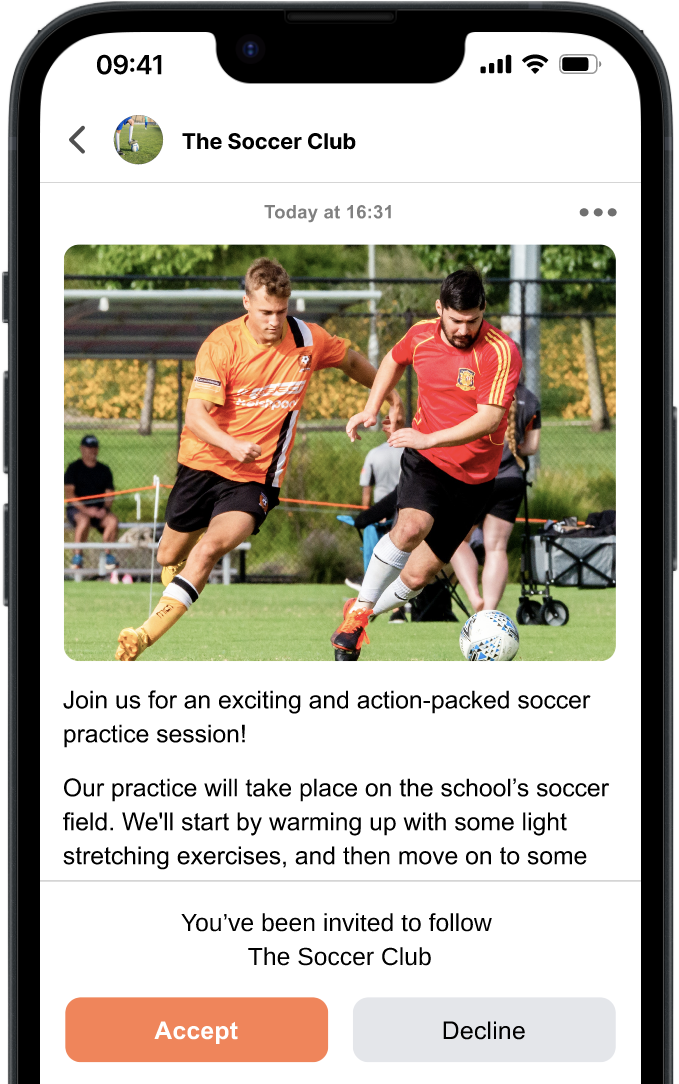 09:41
The Soccer Club
Today at 16:31
Join us for an exciting and action-packed soccer
practice session!
Our practice will take place on the school’s soccer
field. We'll start by warming up with some light
stretching exercises, and then move on to some
You’ve been invited to follow
The Soccer Club
Accept
Decline